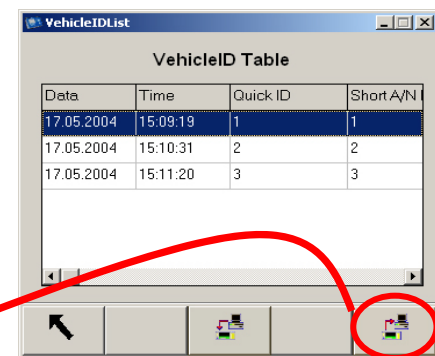 VehicleIDList
VehicleID Table
Data Time Quick ID Short A/N
17.05.2004 15:09:19 1 1
17.05.2004 15:10:31 2 2
17.05.2004 15:11:20 3 3